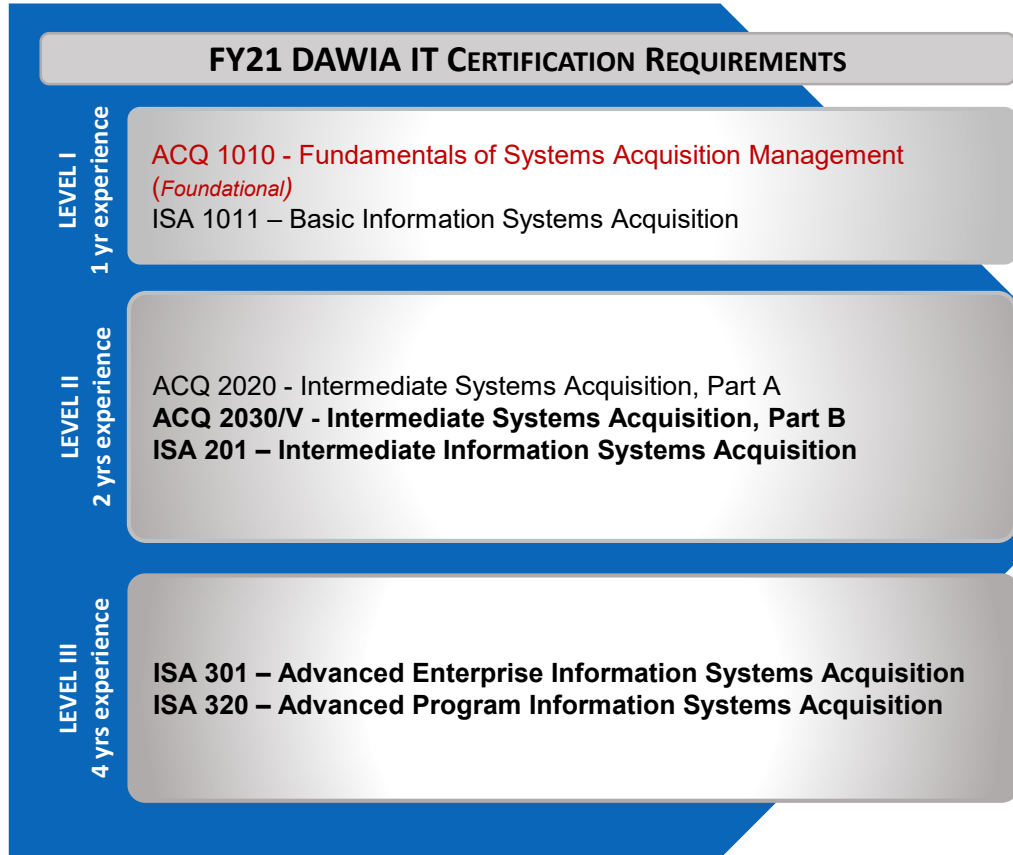 FY21 DAWIA IT CERTIFICATION REQUIREMENTS
LEVEL I
1 yr experience
ACQ 1010 - Fundamentals of Systems Acquisition Management
(Foundational)
ISA 1011 – Basic Information Systems Acquisition
LEVEL II
2 yrs experience
ACQ 2020 - Intermediate Systems Acquisition, Part A
ACQ 2030/V - Intermediate Systems Acquisition, Part B
ISA 201 – Intermediate Information Systems Acquisition
LEVEL III
4 yrs experience
ISA 301 – Advanced Enterprise Information Systems Acquisition
ISA 320 – Advanced Program Information Systems Acquisition